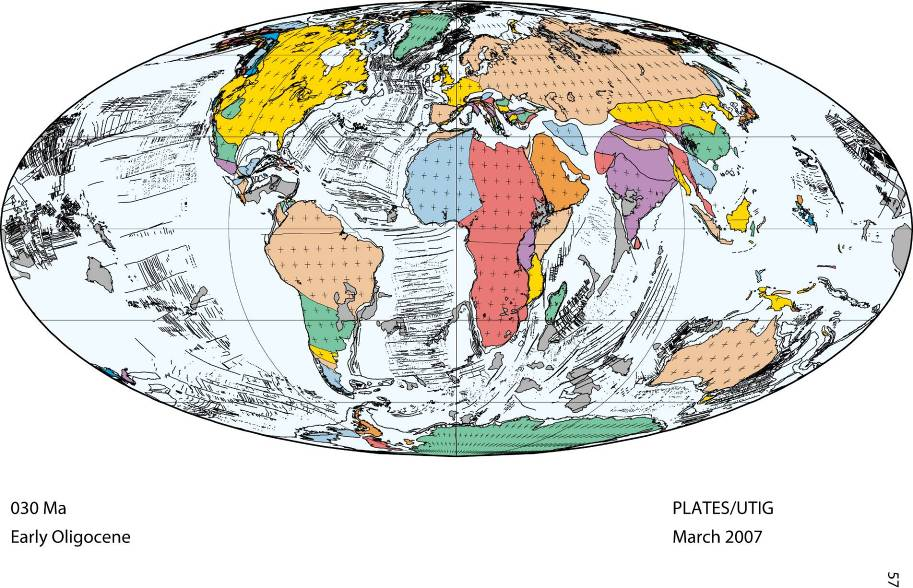 030 Ma
Early Oligocene
PLATES/UTIG
March 2007
57